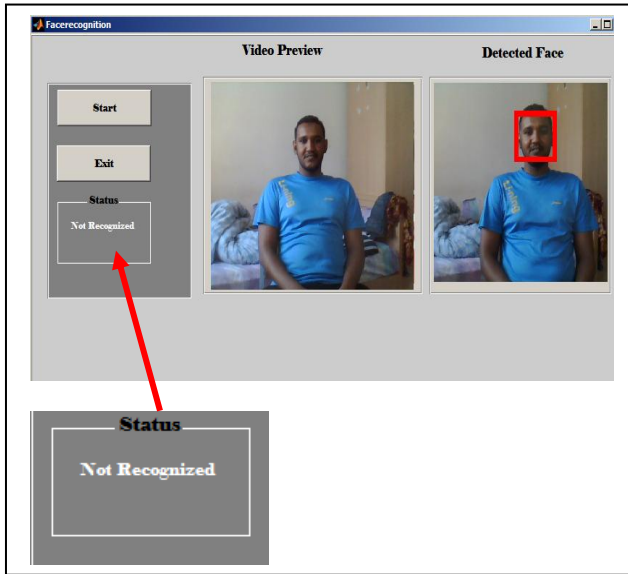 Facerecognition
Video Preview
Detected Face
Start
Exit
Status
Not Recognized
Status
Not Recognized